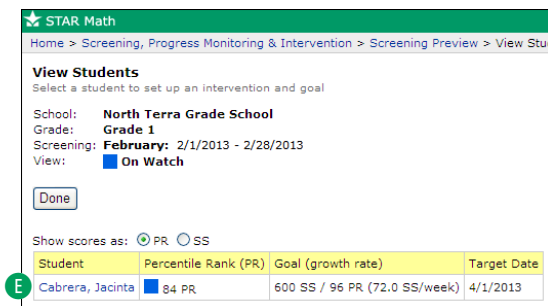 STAR Math
Home > Screening, Progress Monitoring & Intervention > Screening Preview > View Stu
View Students
Select a student to set up an intervention and goal
School: North Terra Grade School
Grade: Grade 1
Screening: February: 2/1/2013 - 2/28/2013
View: On Watch
Done
Show scores as: PR SS
Student Percentile Rank (PR) Goal (growth rate) Target Date
E Cabrera, Jacinta 84 PR 600 SS / 96 PR (72.0 SS/week) 4/1/2013